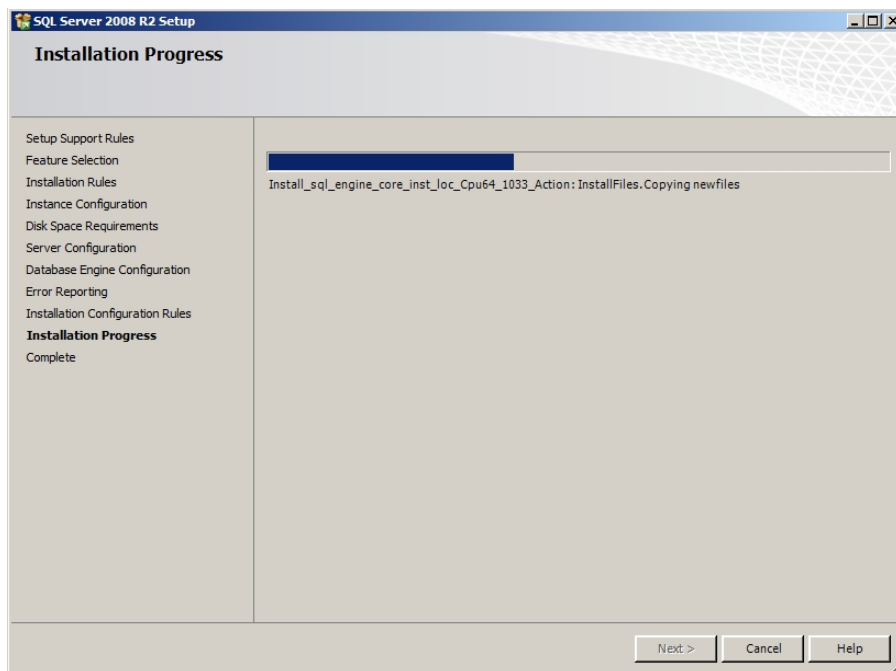 SQL Server 2008 R2 Setup
Installation Progress
Setup Support Rules
Feature Selection
Installation Rules
Instance Configuration
Disk Space Requirements
Server Configuration
Database Engine Configuration
Error Reporting
Installation Configuration Rules
Installation Progress
Complete
Install_sql_engine_core_inst_loc_Cpu64_1033_Action: InstallFiles. Copying new files
Next >
Cancel
Help